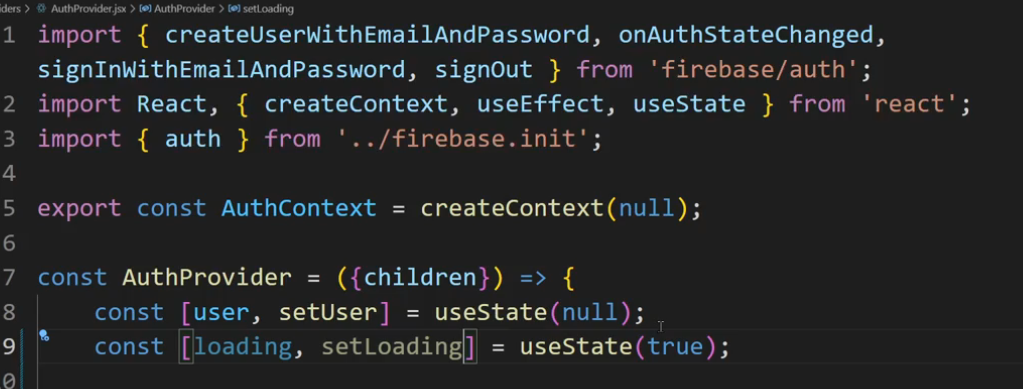 ders > AuthProvider.jsx > AuthProvider > setLoading
1 import { createUserWithEmailAndPassword, onAuthStateChanged,
signInWithEmailAndPassword, signOut } from 'firebase/auth';
2 import React, { createContext, useEffect, useState } from 'react';
3 import { auth } from '../firebase.init';
4
5 export const AuthContext = createContext(null);
6
7 const AuthProvider = ({children}) => {
8 const [user, setUser] = useState(null);
9 const [loading, setLoading] = useState(true);